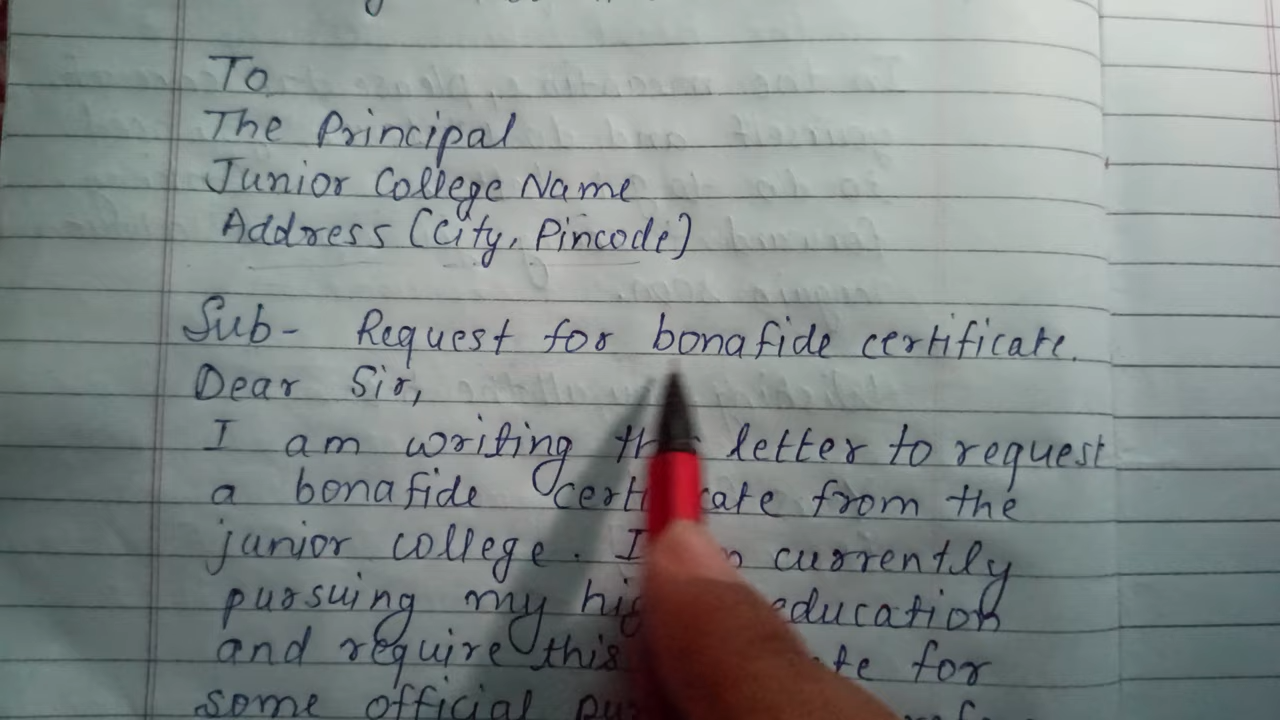 To
The Principal
Junior College Name
Address (City, Pincode)
Sub- Request for bonafide certificate.
Dear Sir,
I am writing letter to request
a bonafide from the
junior college. I currently
pursuing my education
and require this for
some official